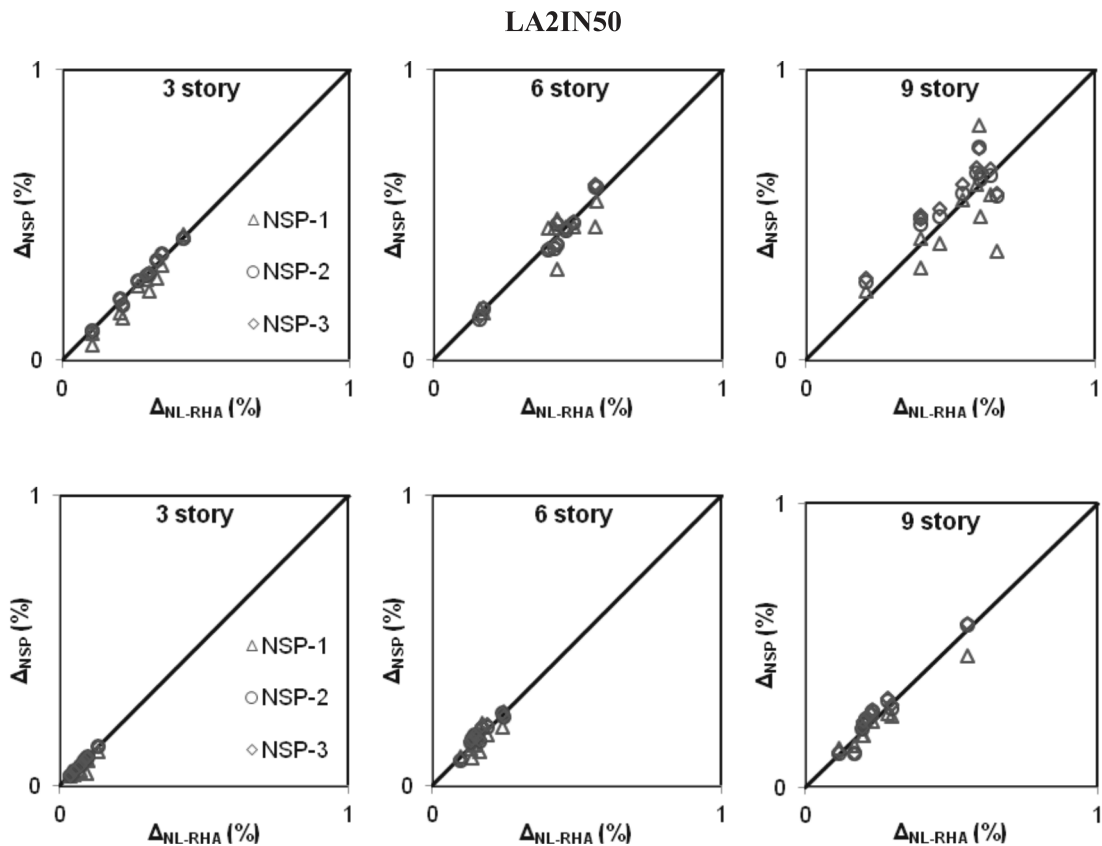 LA2IN50
1
3 story
ΔNSP (%)
NSP-1
NSP-2
NSP-3
0
0
1
ΔNL-RHA (%)
1
6 story
ΔNSP (%)
0
0
1
ΔNL-RHA (%)
1
9 story
ΔNSP (%)
0
0
1
ΔNL-RHA (%)
1
3 story
ΔNSP (%)
NSP-1
NSP-2
NSP-3
0
0
1
ΔNL-RHA (%)
1
6 story
ΔNSP (%)
0
0
1
ΔNL-RHA (%)
1
9 story
ΔNSP (%)
0
0
1
ΔNL-RHA (%)